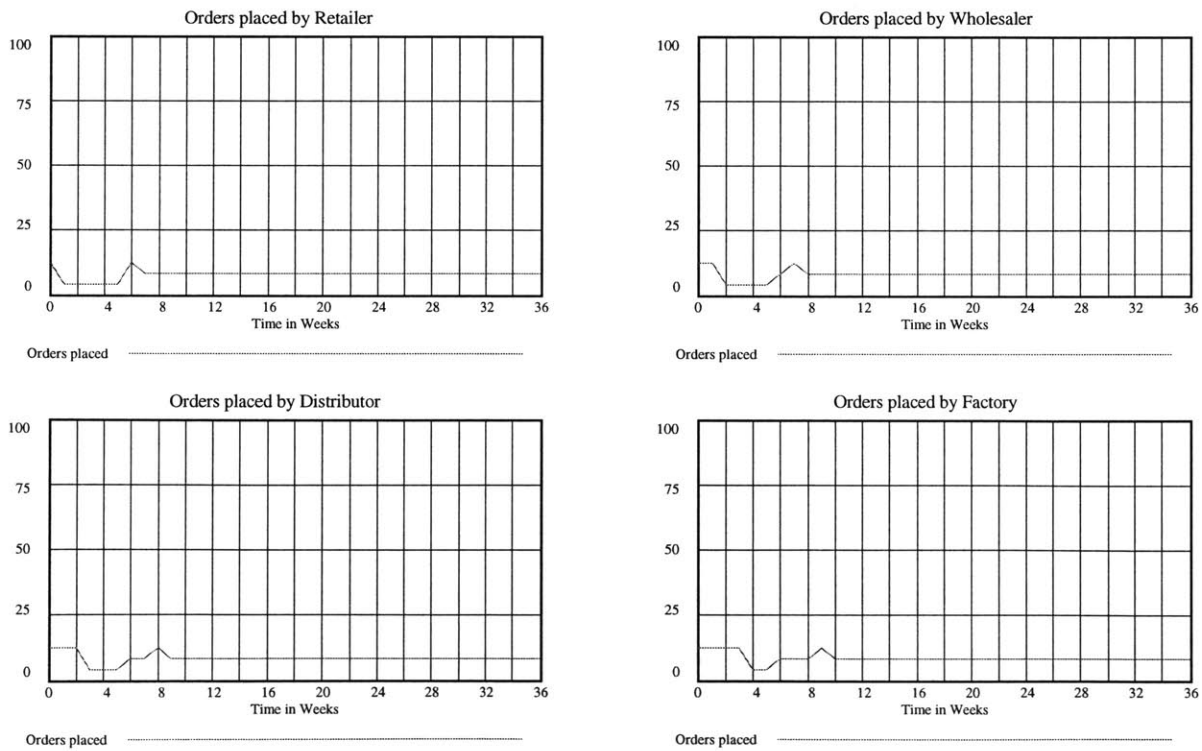 Orders placed by Retailer
100
75
50
25
0
0 4 8 12 16 20 24 28 32 36
Time in Weeks
Orders placed
Orders placed by Wholesaler
100
75
50
25
0
0 4 8 12 16 20 24 28 32 36
Time in Weeks
Orders placed
Orders placed by Distributor
100
75
50
25
0
0 4 8 12 16 20 24 28 32 36
Time in Weeks
Orders placed
Orders placed by Factory
100
75
50
25
0
0 4 8 12 16 20 24 28 32 36
Time in Weeks
Orders placed